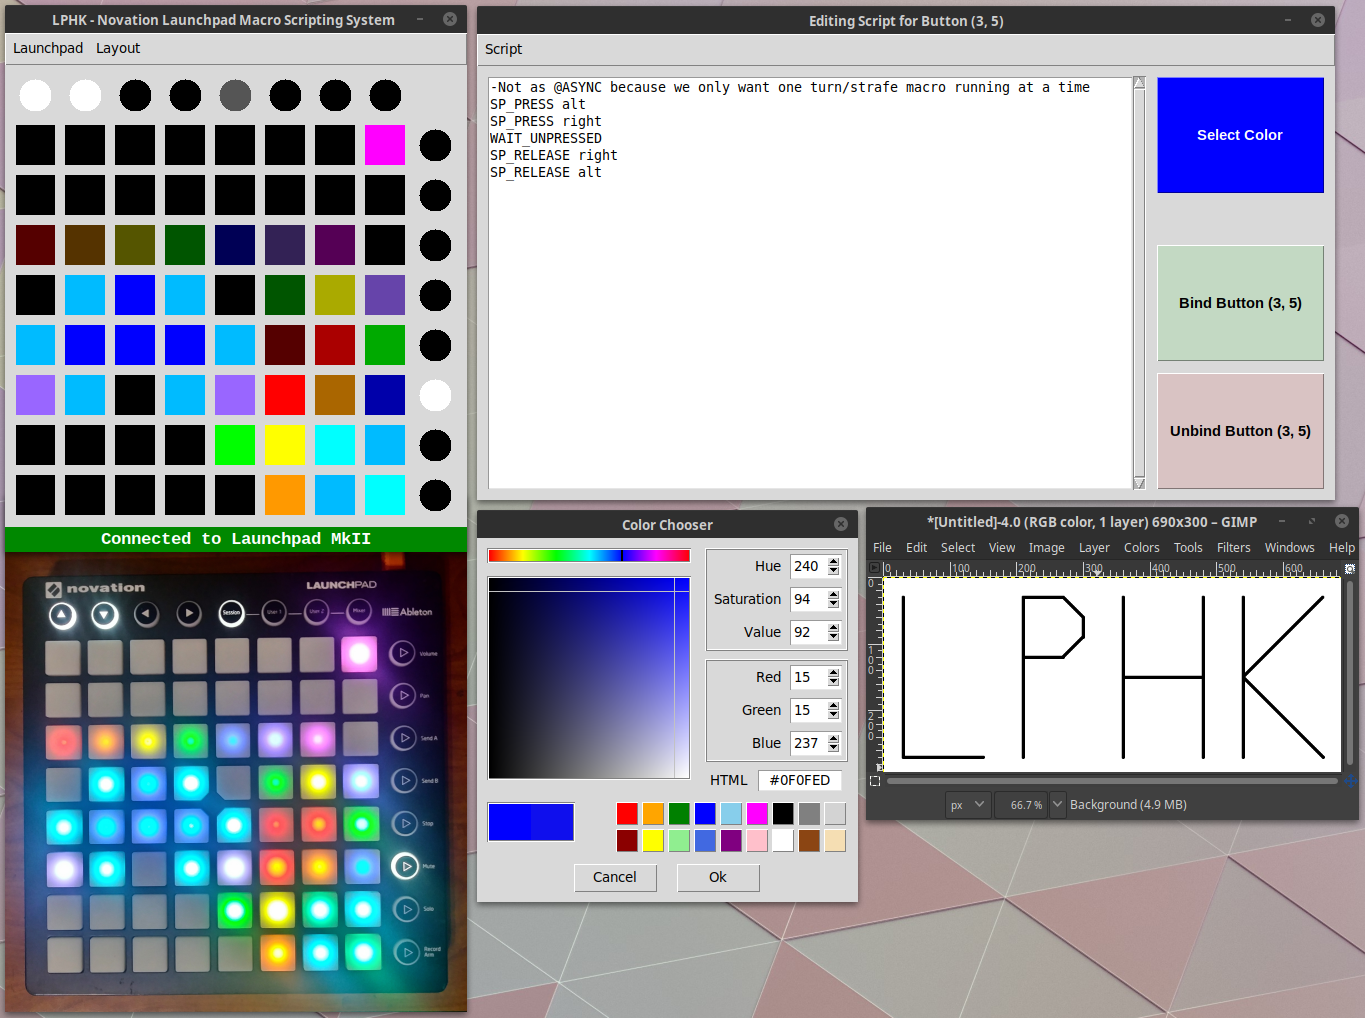 LPHK - Novation Launchpad Macro Scripting System
Launchpad Layout
Connected to Launchpad MkII
novation
LAUNCHPAD
Session
User 1
User 2
Mixer
Ableton
Volume
Pan
Send A
Send B
Stop
Mute
Solo
Record
Arm
Editing Script for Button (3, 5)
Script
-Not as @ASYNC because we only want one turn/strafe macro running at a time
SP_PRESS alt
SP_PRESS right
WAIT_UNPRESSED
SP_RELEASE right
SP_RELEASE alt
Select Color
Bind Button (3, 5)
Unbind Button (3, 5)
Color Chooser
Hue 240
Saturation 94
Value 92
Red 15
Green 15
Blue 237
HTML #0F0FED
Cancel Ok
*[Untitled]-4.0 (RGB color, 1 layer) 690x300 – GIMP
File Edit Select View Image Layer Colors Tools Filters Windows Help
0 100 200 300 400 500 600
0
100
200
LPHK
px 66.7 % Background (4.9 MB)